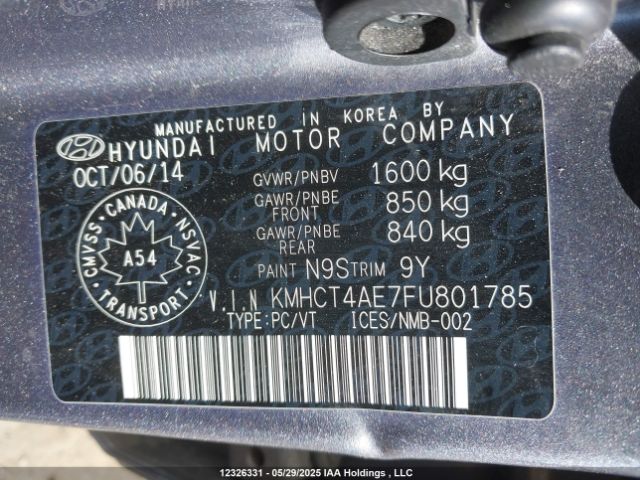 MANUFACTURED IN KOREA BY
HYUNDAI MOTOR COMPANY
OCT/06/14
GVWR/PNBV 1600 kg
GAWR/PNBE FRONT 850 kg
GAWR/PNBE REAR 840 kg
CANADA
CMVSS NSVAC
A54
TRANSPORT
PAINT N9S TRIM 9Y
V.I.N KMHCT4AE7FU801785
TYPE:PC/VT ICES/NMB-002
12326331 - 05/29/2025 IAA Holdings , LLC